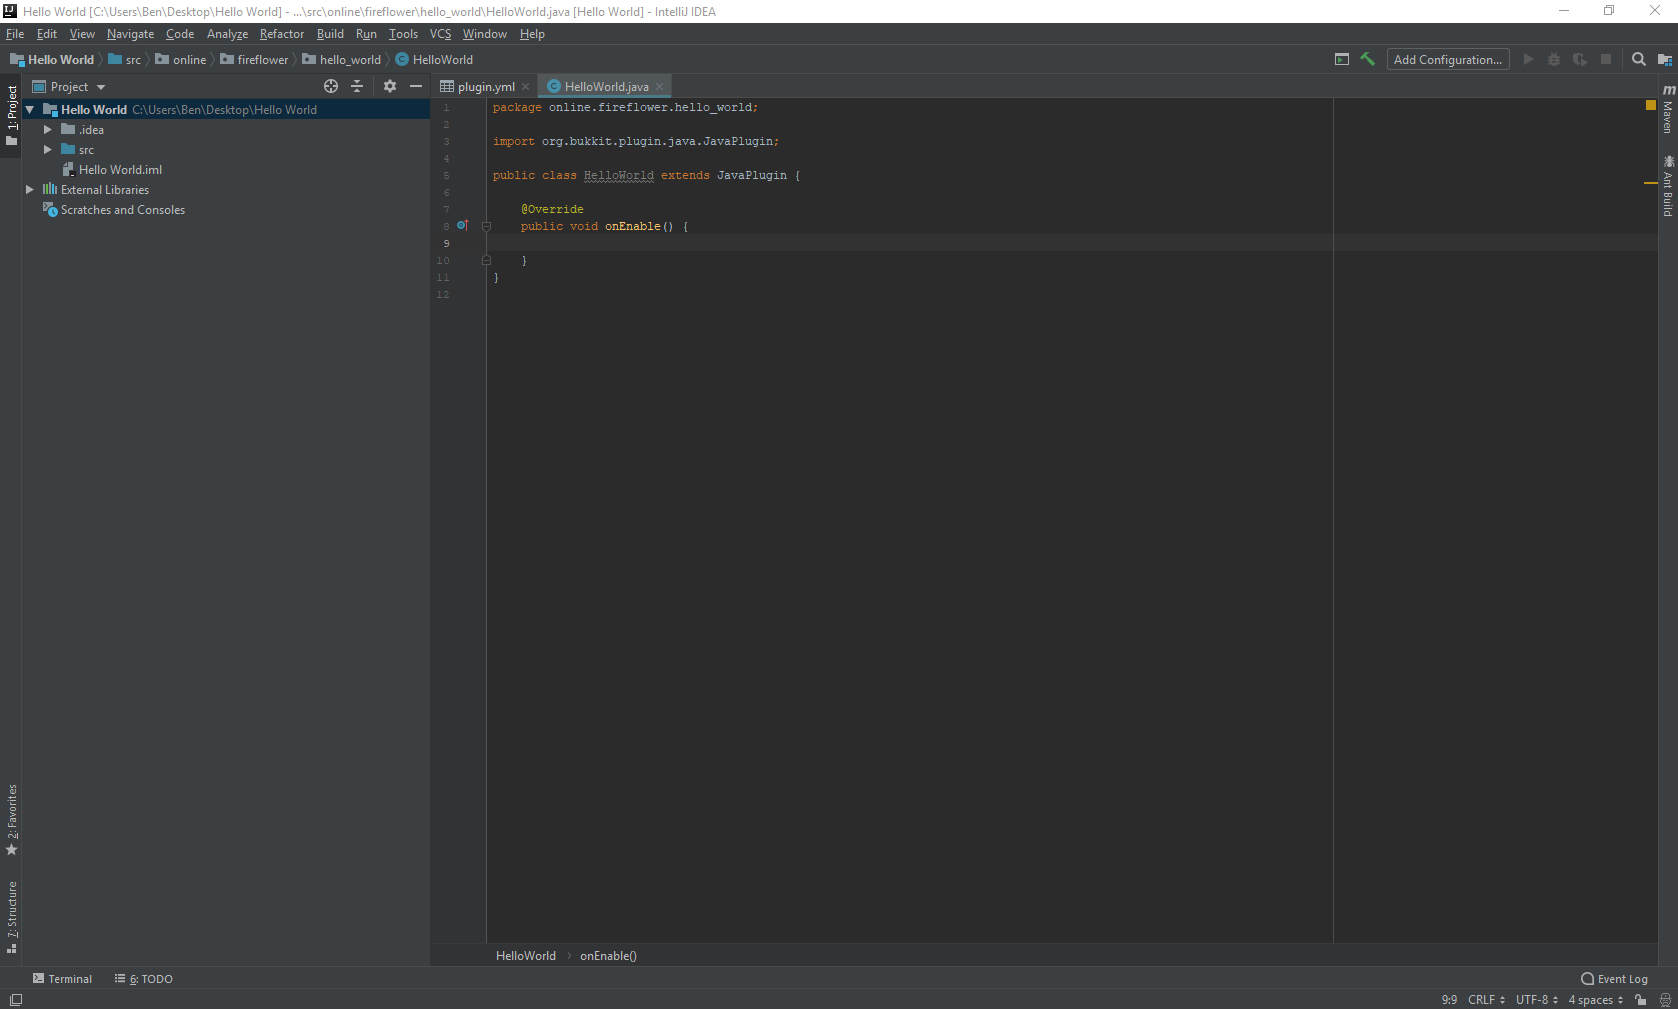 Hello World [C:\Users\Ben\Desktop\Hello World] - ...\src\online\fireflower\hello_world\HelloWorld.java [Hello World] - IntelliJ IDEA
File Edit View Navigate Code Analyze Refactor Build Run Tools VCS Window Help
Hello World src online fireflower hello_world HelloWorld
Add Configuration...
Project
plugin.yml HelloWorld.java
1: Project
Hello World C:\Users\Ben\Desktop\Hello World
.idea
src
Hello World.iml
External Libraries
Scratches and Consoles
1 package online.fireflower.hello_world;
2
3 import org.bukkit.plugin.java.JavaPlugin;
4
5 public class HelloWorld extends JavaPlugin {
6
7 @Override
8 public void onEnable() {
9
10 }
11 }
12
Maven
Ant Build
2: Favorites
7: Structure
HelloWorld › onEnable()
Terminal 6: TODO
Event Log
9:9 CRLF UTF-8 4 spaces